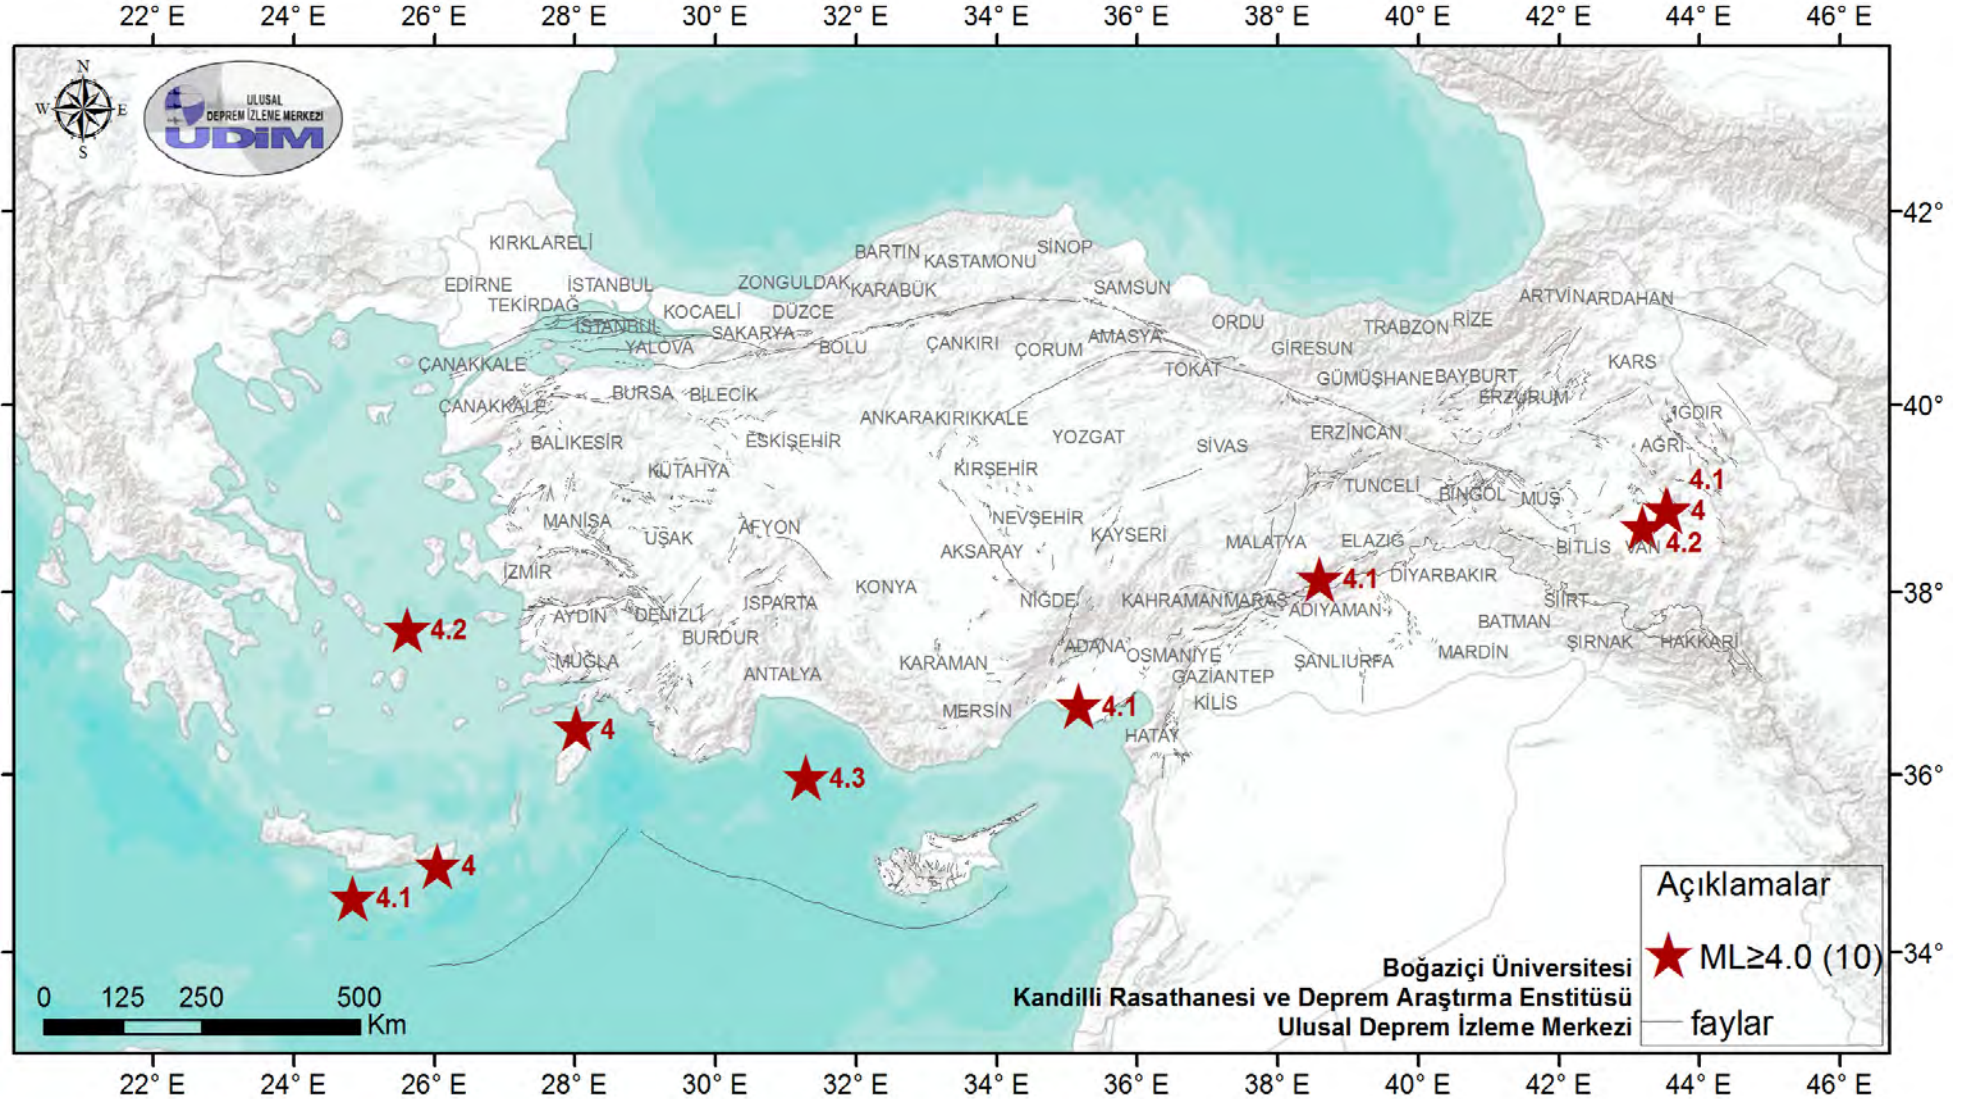 22° E 24° E 26° E 28° E 30° E 32° E 34° E 36° E 38° E 40° E 42° E 44° E 46° E
N
W E
S
ULUSAL
DEPREM İZLEME MERKEZİ
UDİM
42°
40°
38°
36°
34°
KIRKLARELİ
EDİRNE
İSTANBUL
TEKİRDAĞ
İSTANBUL
KOCAELİ
YALOVA
SAKARYA
DÜZCE
ZONGULDAK
BARTIN
KARABÜK
KASTAMONU
SİNOP
SAMSUN
BOLU
ÇANKIRI
ÇORUM
AMASYA
TOKAT
ORDU
GİRESUN
TRABZON
RİZE
ARTVİN
ARDAHAN
KARS
GÜMÜŞHANE
BAYBURT
ERZURUM
IĞDIR
AĞRI
ÇANAKKALE
ÇANAKKALE
BURSA
BİLECİK
BALIKESİR
ESKİŞEHİR
ANKARA
KIRIKKALE
YOZGAT
SİVAS
ERZİNCAN
KÜTAHYA
KIRŞEHİR
TUNCELİ
BİNGÖL
MUŞ
MANİSA
UŞAK
AFYON
NEVŞEHİR
KAYSERİ
AKSARAY
MALATYA
ELAZIĞ
BİTLİS
VAN
İZMİR
KONYA
NİĞDE
KAHRAMANMARAŞ
ADIYAMAN
DİYARBAKIR
SİİRT
AYDIN
DENİZLİ
ISPARTA
BURDUR
BATMAN
ŞIRNAK
HAKKARİ
MUĞLA
ANTALYA
KARAMAN
ADANA
OSMANİYE
GAZİANTEP
ŞANLIURFA
MARDİN
KİLİS
MERSİN
HATAY
4.1
4
4.2
4.1
4.2
4.1
4
4.3
4
4.1
0 125 250 500
Km
Boğaziçi Üniversitesi
Kandilli Rasathanesi ve Deprem Araştırma Enstitüsü
Ulusal Deprem İzleme Merkezi
Açıklamalar
ML≥4.0 (10)
faylar
22° E 24° E 26° E 28° E 30° E 32° E 34° E 36° E 38° E 40° E 42° E 44° E 46° E